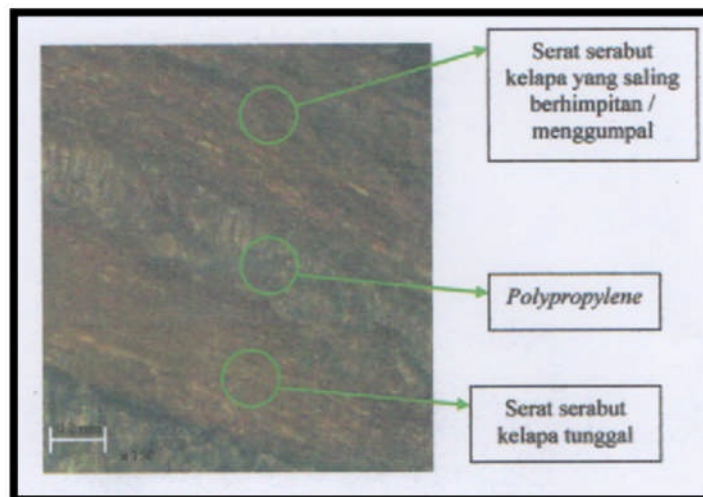 Serat serabut
kelapa yang saling
berhimpitan /
menggumpal
Polypropylene
Serat serabut
kelapa tunggal